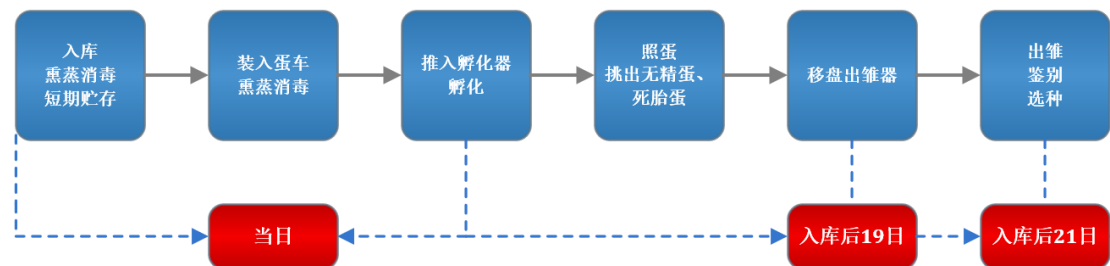 入库
熏蒸消毒
短期贮存
装入蛋车
熏蒸消毒
推入孵化器
孵化
照蛋
挑出无精蛋、
死胎蛋
移盘出雏器
出雏
鉴别
选种
当日
入库后19日
入库后21日